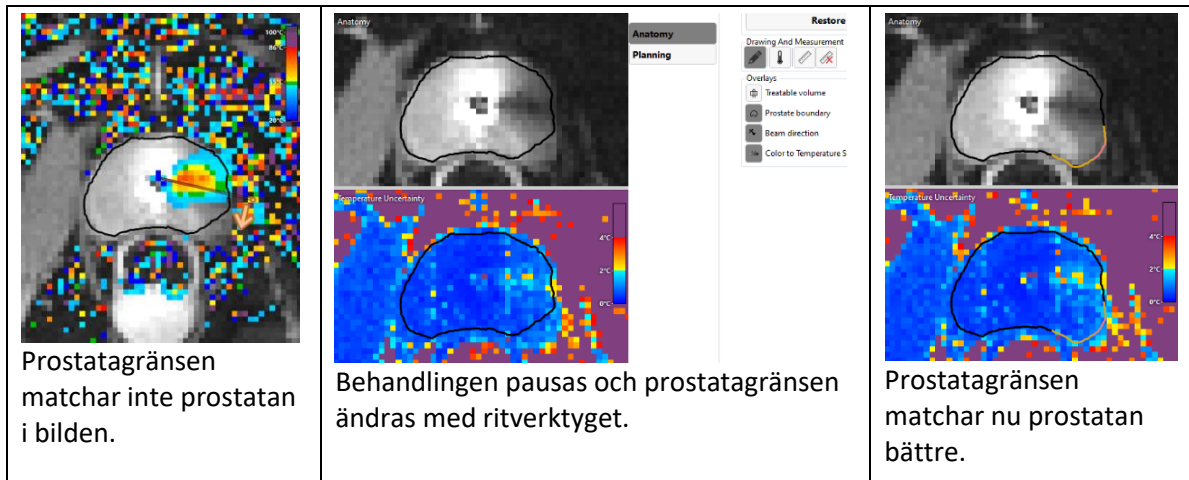 100°C
86°C
55°C
20°C
Prostatagränsen
matchar inte prostatan
i bilden.
Anatomy
Temperature Uncertainty
4°C
2°C
0°C
Anatomy
Planning
Restore
Drawing And Measurement
Overlays
Treatable volume
Prostate boundary
Beam direction
Color to Temperature S
Behandlingen pausas och prostatagränsen
ändras med ritverktyget.
Anatomy
Temperature Uncertainty
4°C
2°C
0°C
Prostatagränsen
matchar nu prostatan
bättre.